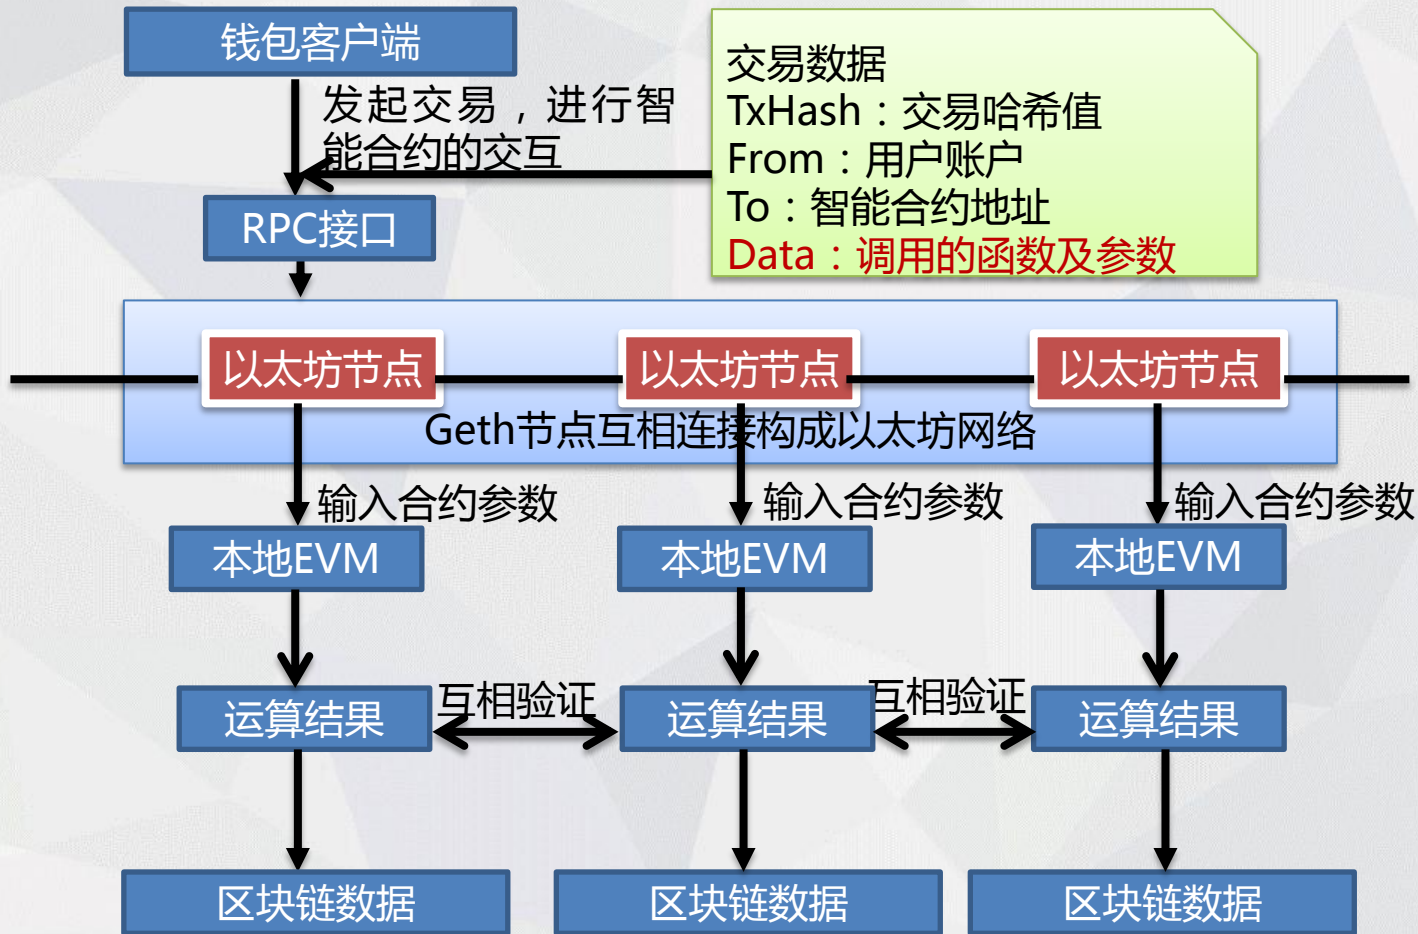 钱包客户端
发起交易，进行智
能合约的交互
交易数据
TxHash：交易哈希值
From：用户账户
To：智能合约地址
Data：调用的函数及参数
RPC接口
以太坊节点
以太坊节点
以太坊节点
Geth节点互相连接构成以太坊网络
输入合约参数
输入合约参数
输入合约参数
本地EVM
本地EVM
本地EVM
互相验证
互相验证
运算结果
运算结果
运算结果
区块链数据
区块链数据
区块链数据